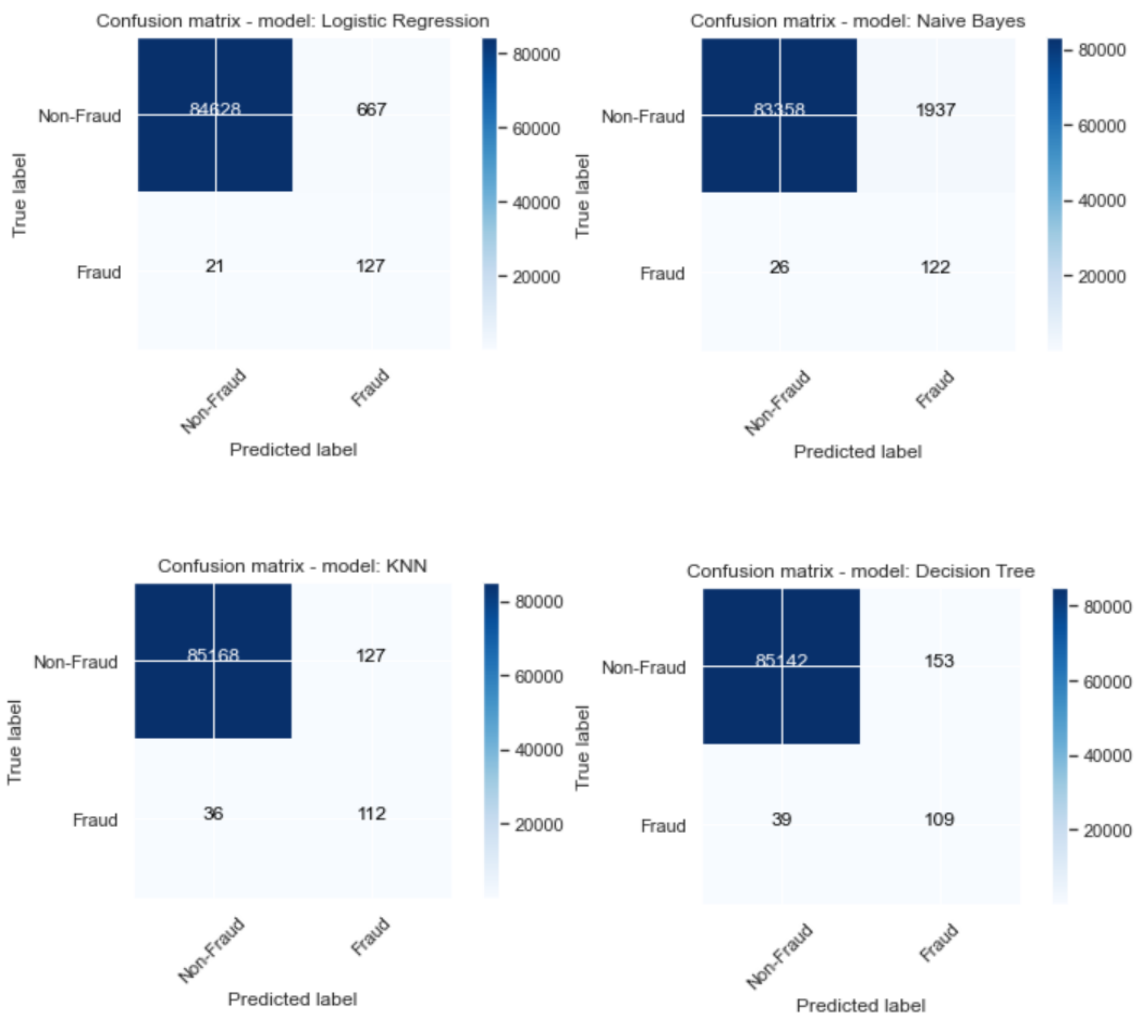 Confusion matrix - model: Logistic Regression
80000
60000
40000
20000
Non-Fraud
84628 667
Fraud
21 127
True label
Non-Fraud Fraud
Predicted label
Confusion matrix - model: Naive Bayes
80000
60000
40000
20000
Non-Fraud
83358 1937
Fraud
26 122
True label
Non-Fraud Fraud
Predicted label
Confusion matrix - model: KNN
80000
60000
40000
20000
Non-Fraud
85168 127
Fraud
36 112
True label
Non-Fraud Fraud
Predicted label
Confusion matrix - model: Decision Tree
80000
60000
40000
20000
Non-Fraud
85142 153
Fraud
39 109
True label
Non-Fraud Fraud
Predicted label